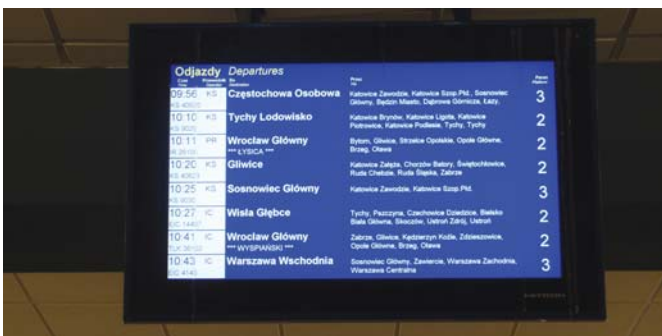 Odjazdy Departures
09:56 KS Częstochowa Osobowa Katowice Zawodzie, Katowice Szop.Płd., Sosnowiec 3
Główny, Będzin Miasto, Dąbrowa Górnicza, Łazy,
10:10 KS Tychy Lodowisko Katowice Brynów, Katowice Ligota, Katowice 2
Piotrowice, Katowice Podlesie, Tychy, Tychy
10:11 PR Wrocław Główny Bytom, Gliwice, Strzelce Opolskie, Opole Główne, 2
*** ŁYSICA *** Brzeg, Oława
10:20 KS Gliwice Katowice Załęże, Chorzów Batory, Świętochłowice, 2
Ruda Chebzie, Ruda Śląska, Zabrze
10:25 KS Sosnowiec Główny Katowice Zawodzie, Katowice Szop.Płd. 3
10:27 IC Wisła Głębce Tychy, Pszczyna, Czechowice Dziedzice, Bielsko 2
Biała Główna, Skoczów, Ustroń Zdrój, Ustroń
10:41 IC Wrocław Główny Zabrze, Gliwice, Kędzierzyn Koźle, Zdzieszowice, 2
*** WYSPIAŃSKI *** Opole Główne, Brzeg, Oława
10:43 IC Warszawa Wschodnia Sosnowiec Główny, Zawiercie, Warszawa Zachodnia, 3
Warszawa Centralna